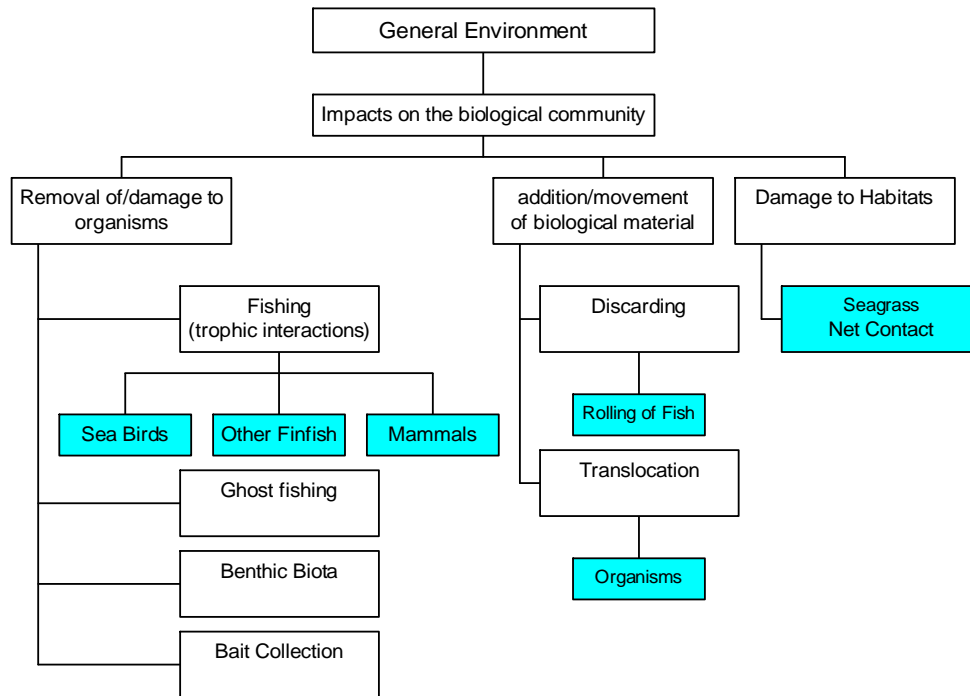 General Environment
Impacts on the biological community
Removal of/damage to
organisms
addition/movement
of biological material
Damage to Habitats
Fishing
(trophic interactions)
Sea Birds
Other Finfish
Mammals
Ghost fishing
Benthic Biota
Bait Collection
Discarding
Rolling of Fish
Translocation
Organisms
Seagrass
Net Contact